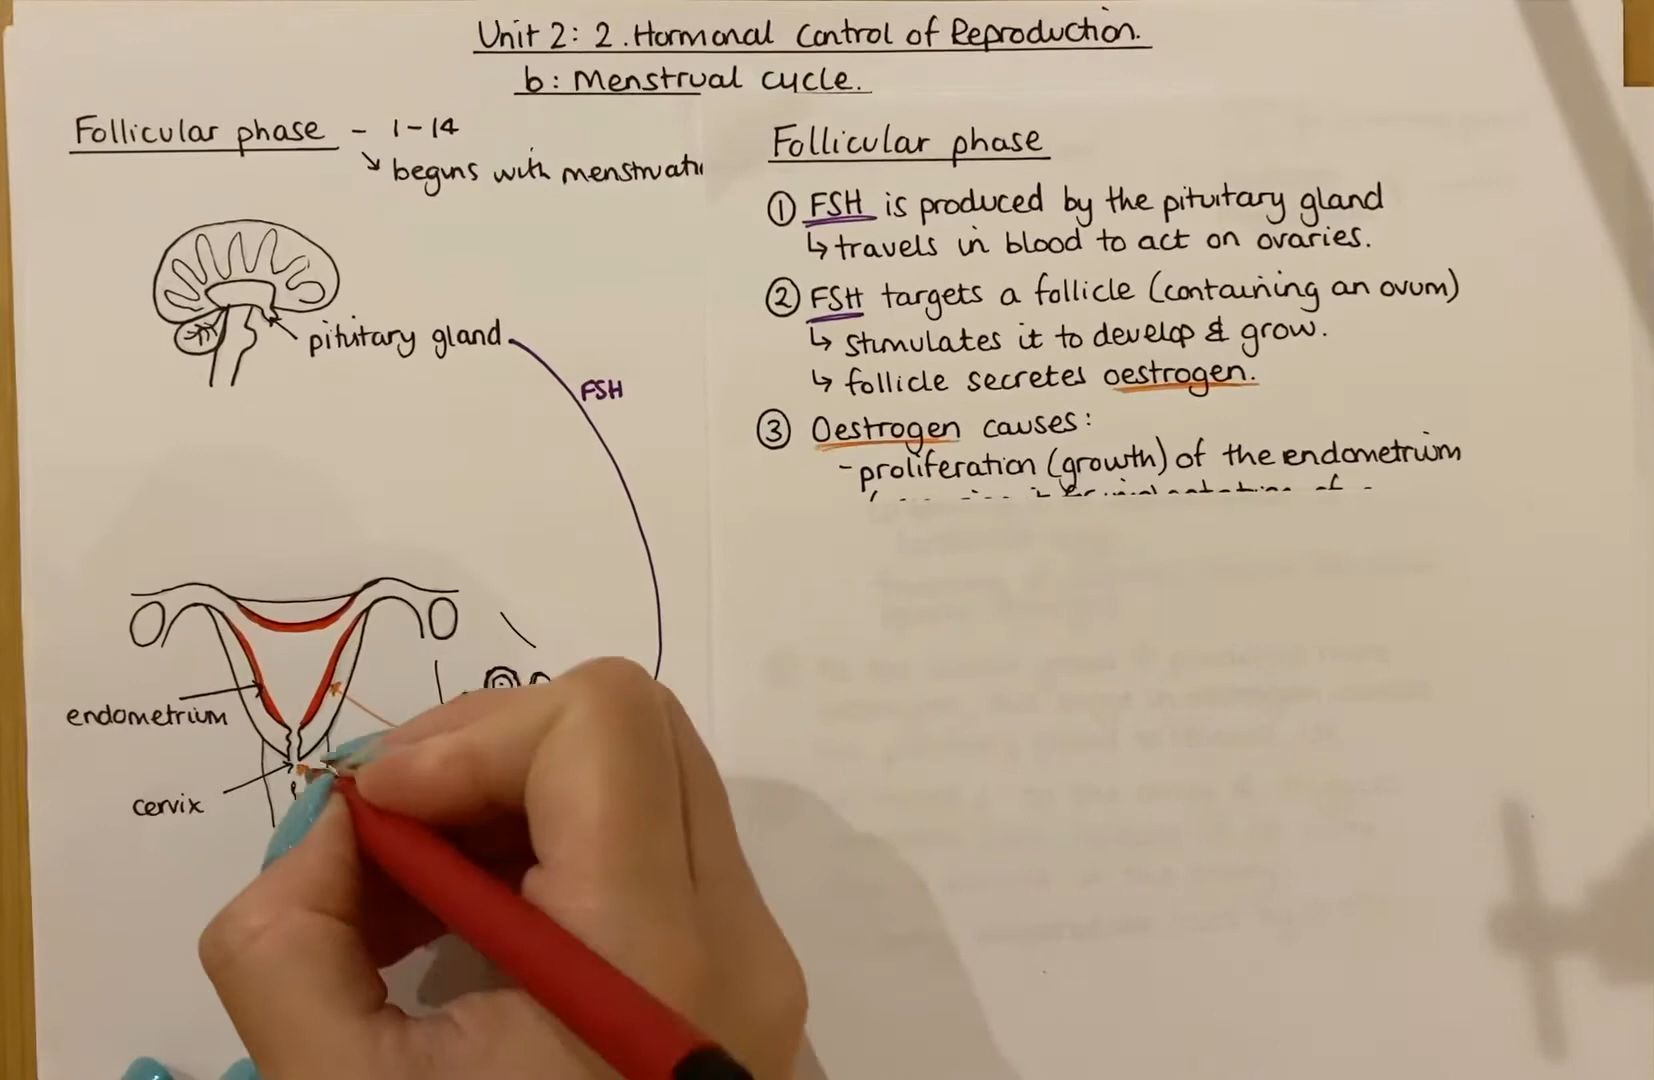 Unit 2: 2. Hormonal Control of Reproduction.
b: Menstrual cycle.
Follicular phase - 1-14
↘ begins with
pituitary gland
FSH
endometrium
cervix
Follicular phase
① FSH is produced by the pituitary gland
↳ travels in blood to act on ovaries.
② FSH targets a follicle (containing an ovum)
↳ stimulates it to develop & grow.
↳ follicle secretes oestrogen.
③ Oestrogen causes:
- proliferation (growth) of the endometrium